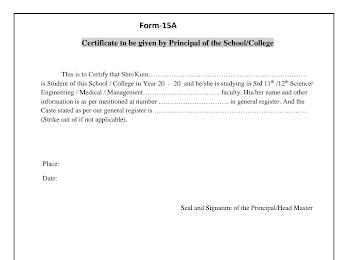 Form-15A
Certificate to be given by Principal of the School/College
This is to Certify that Shri/Kum……………………………………………………
is Student of this School / College in Year 20 - 20 and he/she is studying in Std 11th /12th Science/
Engineering / Medical / Management……………………………. faculty. His/her name and other
information is as per mentioned at number ………………………… in general register. And the
Caste stated as per our general register is ……………………………………………………
(Strike out of if not applicable).
Place:
Date:
Seal and Signature of the Principal/Head Master